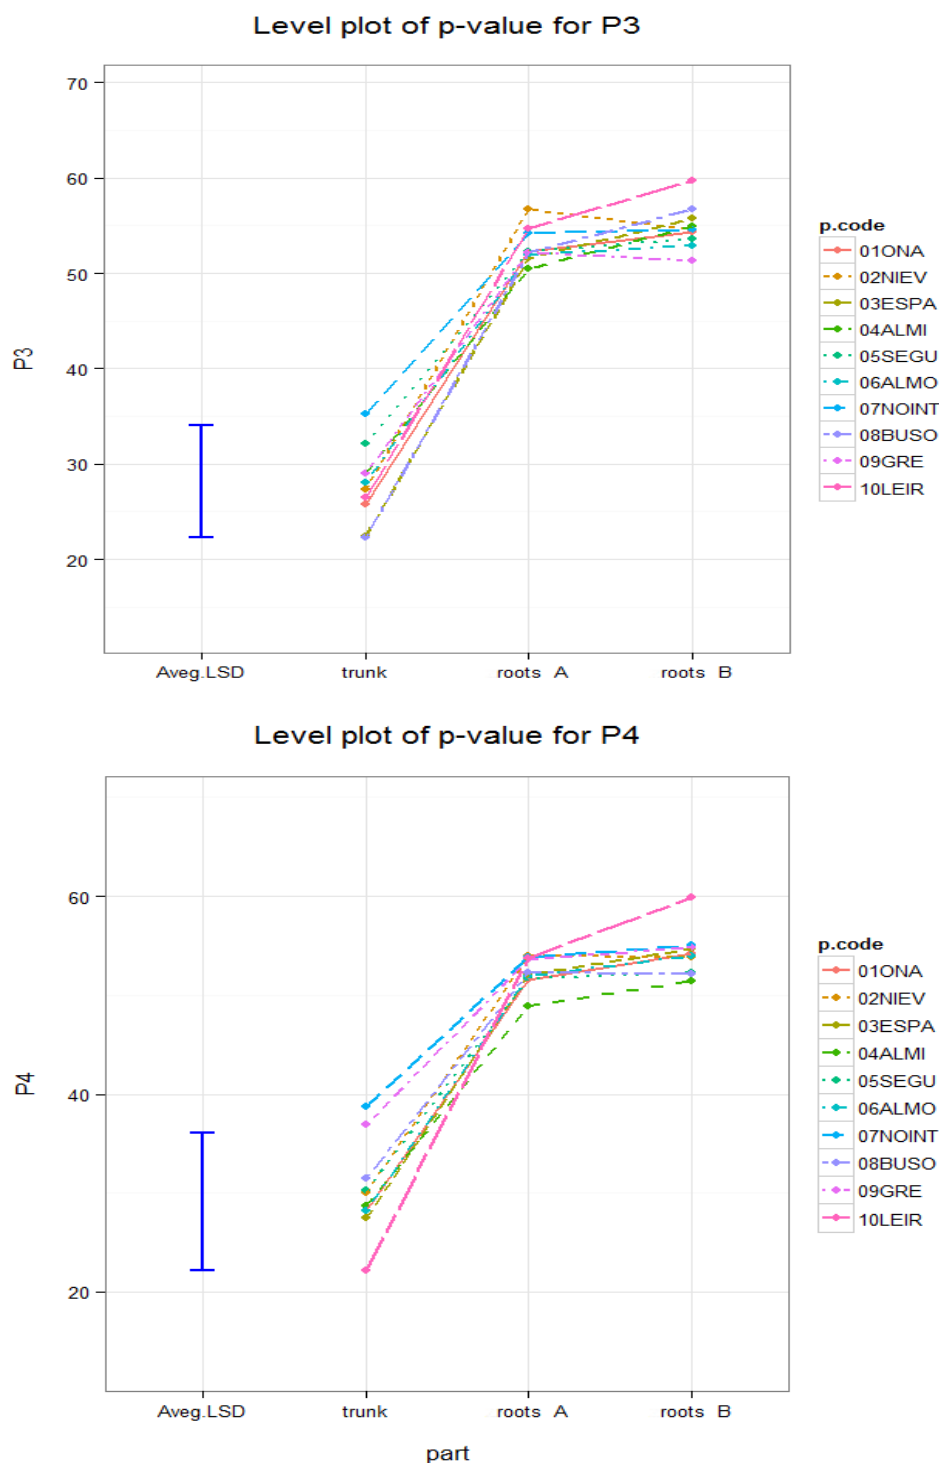 Level plot of p-value for P3
70
60
50
40
30
20
P3
Aveg.LSD
trunk
roots A
roots B
p.code
01ONA
02NIEV
03ESPA
04ALMI
05SEGU
06ALMO
07NOINT
08BUSO
09GRE
10LEIR
Level plot of p-value for P4
60
40
20
P4
Aveg.LSD
trunk
roots A
roots B
part
p.code
01ONA
02NIEV
03ESPA
04ALMI
05SEGU
06ALMO
07NOINT
08BUSO
09GRE
10LEIR